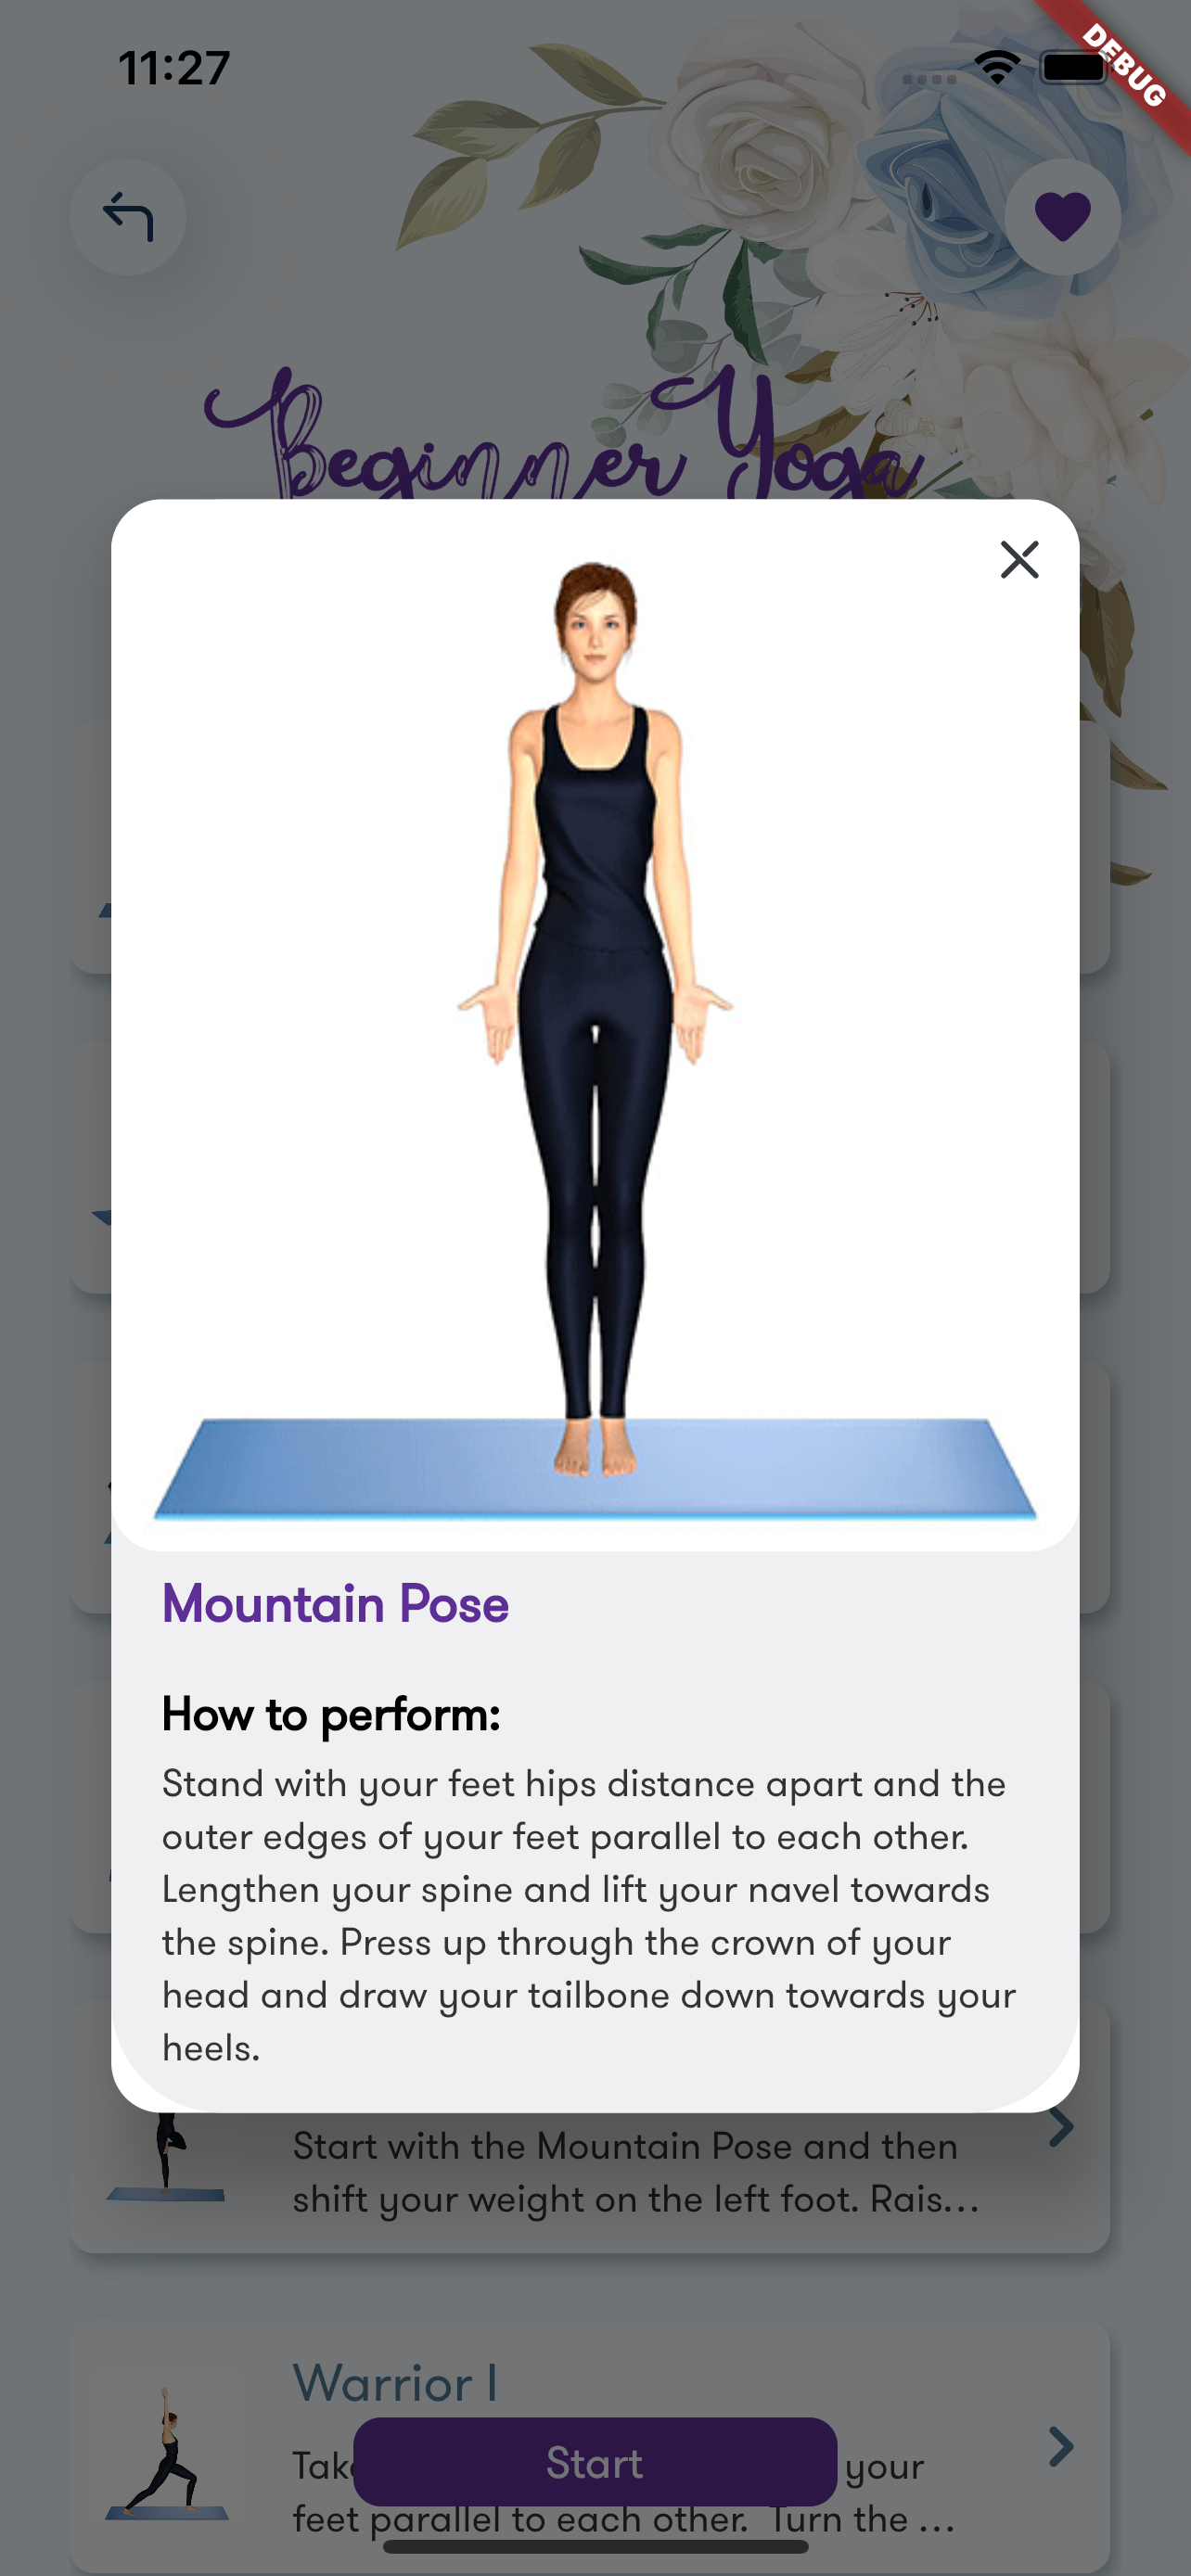 11:27
DEBUG
Beginner Yoga
Mountain Pose
How to perform:
Stand with your feet hips distance apart and the
outer edges of your feet parallel to each other.
Lengthen your spine and lift your navel towards
the spine. Press up through the crown of your
head and draw your tailbone down towards your
heels.
Start with the Mountain Pose and then
shift your weight on the left foot. Rais...
Warrior I
your
Start
feet parallel to each other.  Turn the ...